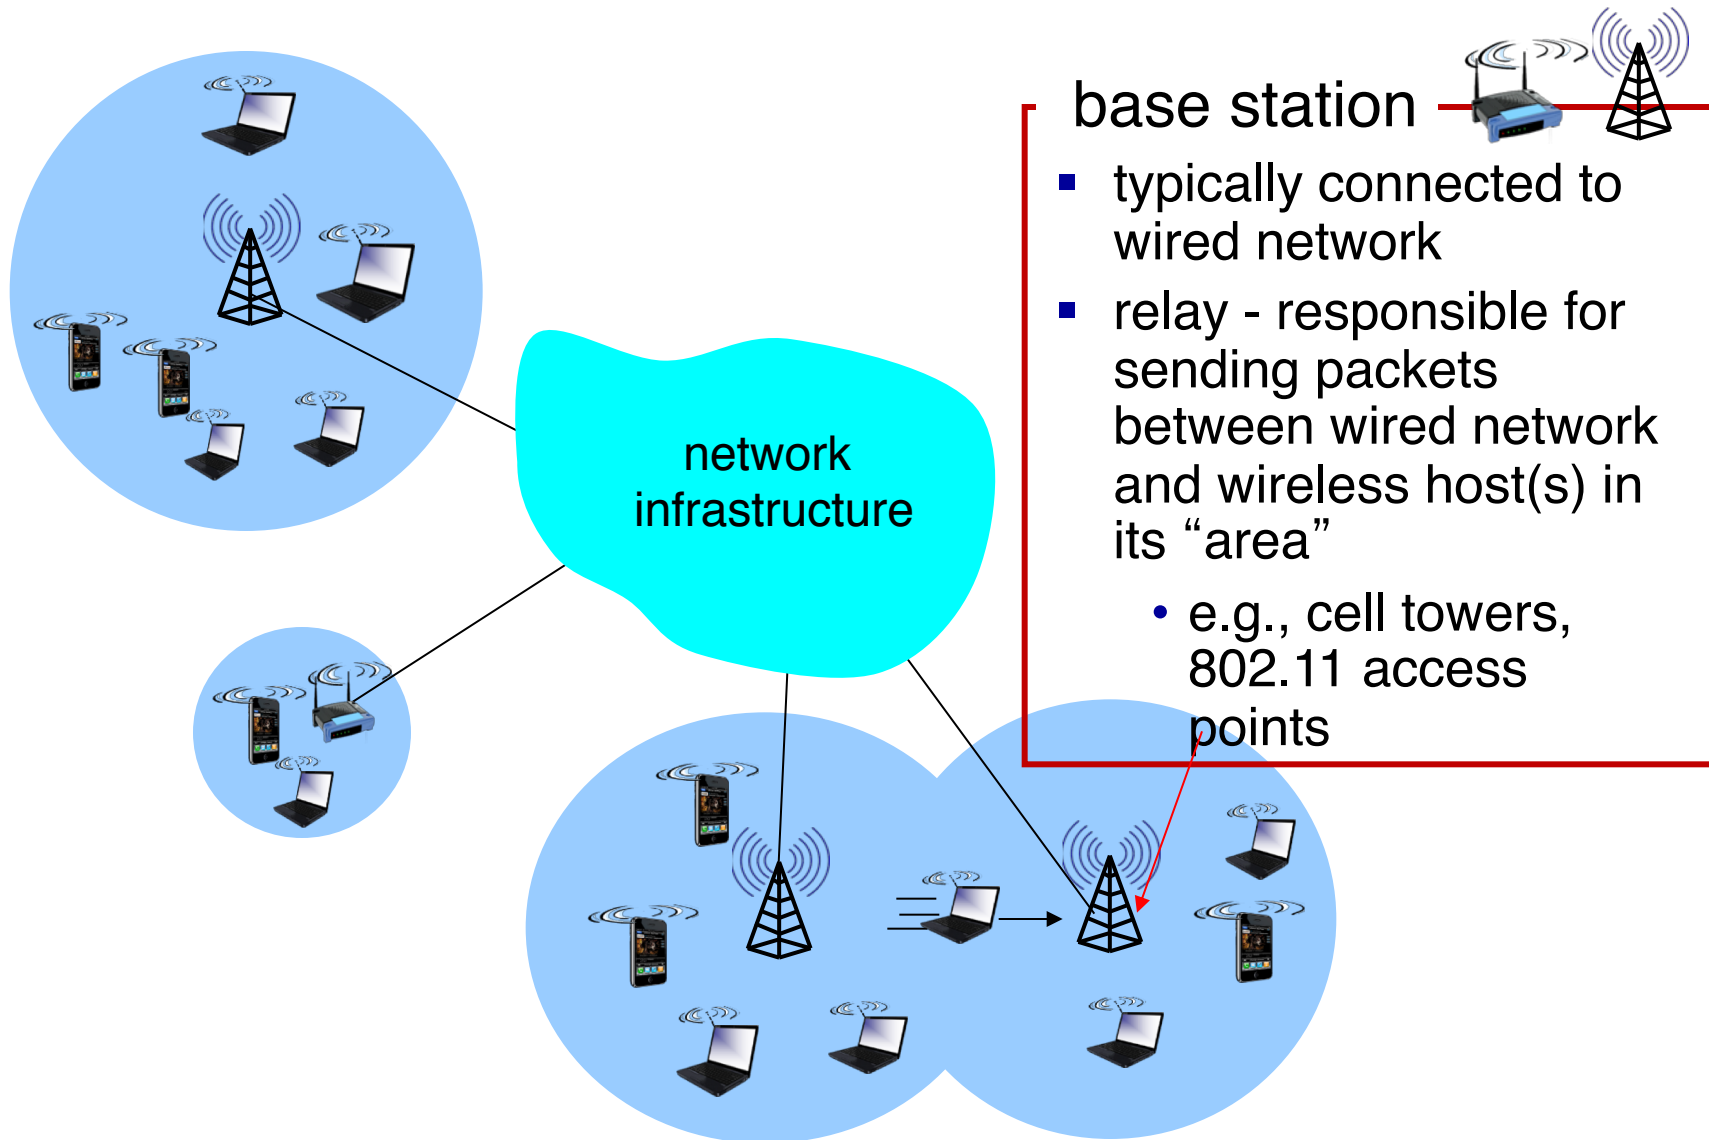 base station
typically connected to
wired network
relay - responsible for
sending packets
between wired network
and wireless host(s) in
its “area”
e.g., cell towers,
802.11 access
points
network
infrastructure